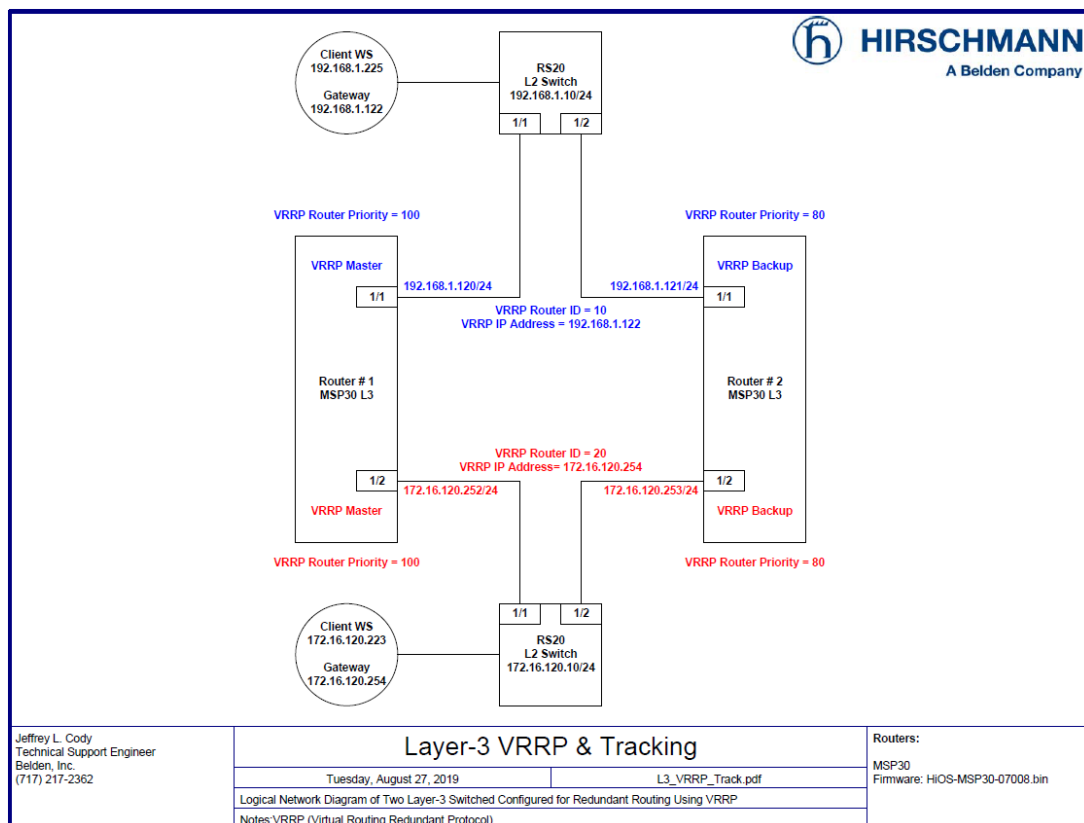 HIRSCHMANN
A Belden Company
Client WS
192.168.1.225
Gateway
192.168.1.122
RS20
L2 Switch
192.168.1.10/24
1/1
1/2
VRRP Router Priority = 100
VRRP Router Priority = 80
VRRP Master
VRRP Backup
192.168.1.120/24
192.168.1.121/24
1/1
1/1
VRRP Router ID = 10
VRRP IP Address = 192.168.1.122
Router # 1
MSP30 L3
Router # 2
MSP30 L3
VRRP Router ID = 20
VRRP IP Address= 172.16.120.254
1/2
1/2
172.16.120.252/24
172.16.120.253/24
VRRP Master
VRRP Backup
VRRP Router Priority = 100
VRRP Router Priority = 80
1/1
1/2
Client WS
172.16.120.223
Gateway
172.16.120.254
RS20
L2 Switch
172.16.120.10/24
Jeffrey L. Cody
Technical Support Engineer
Belden, Inc.
(717) 217-2362
Layer-3 VRRP & Tracking
Tuesday, August 27, 2019
L3_VRRP_Track.pdf
Logical Network Diagram of Two Layer-3 Switched Configured for Redundant Routing Using VRRP
Notes:VRRP (Virtual Routing Redundant Protocol)
Routers:
MSP30
Firmware: HiOS-MSP30-07008.bin